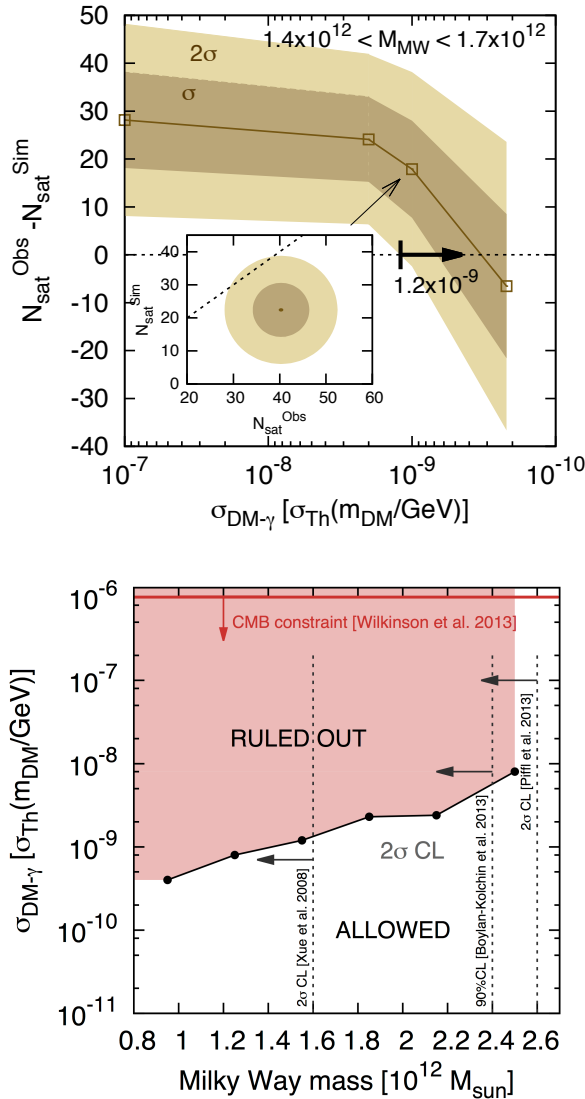 1.4x10¹² < M_MW < 1.7x10¹²
2σ
σ
50
40
30
20
10
0
-10
-20
-30
-40
N_sat^Obs -N_sat^Sim
1.2x10⁻⁹
40
30
20
10
0
N_sat^Sim
20 30 40 50 60
N_sat^Obs
10⁻⁷ 10⁻⁸ 10⁻⁹ 10⁻¹⁰
σ_DM-γ [σ_Th(m_DM/GeV)]
10⁻⁶
10⁻⁷
10⁻⁸
10⁻⁹
10⁻¹⁰
10⁻¹¹
σ_DM-γ [σ_Th(m_DM/GeV)]
CMB constraint [Wilkinson et al. 2013]
RULED OUT
2σ CL
ALLOWED
2σ CL [Xue et al. 2008]
90%CL [Boylan-Kolchin et al. 2013]
2σ CL [Piffl et al. 2013]
0.8 1 1.2 1.4 1.6 1.8 2 2.2 2.4 2.6
Milky Way mass [10¹² M_sun]